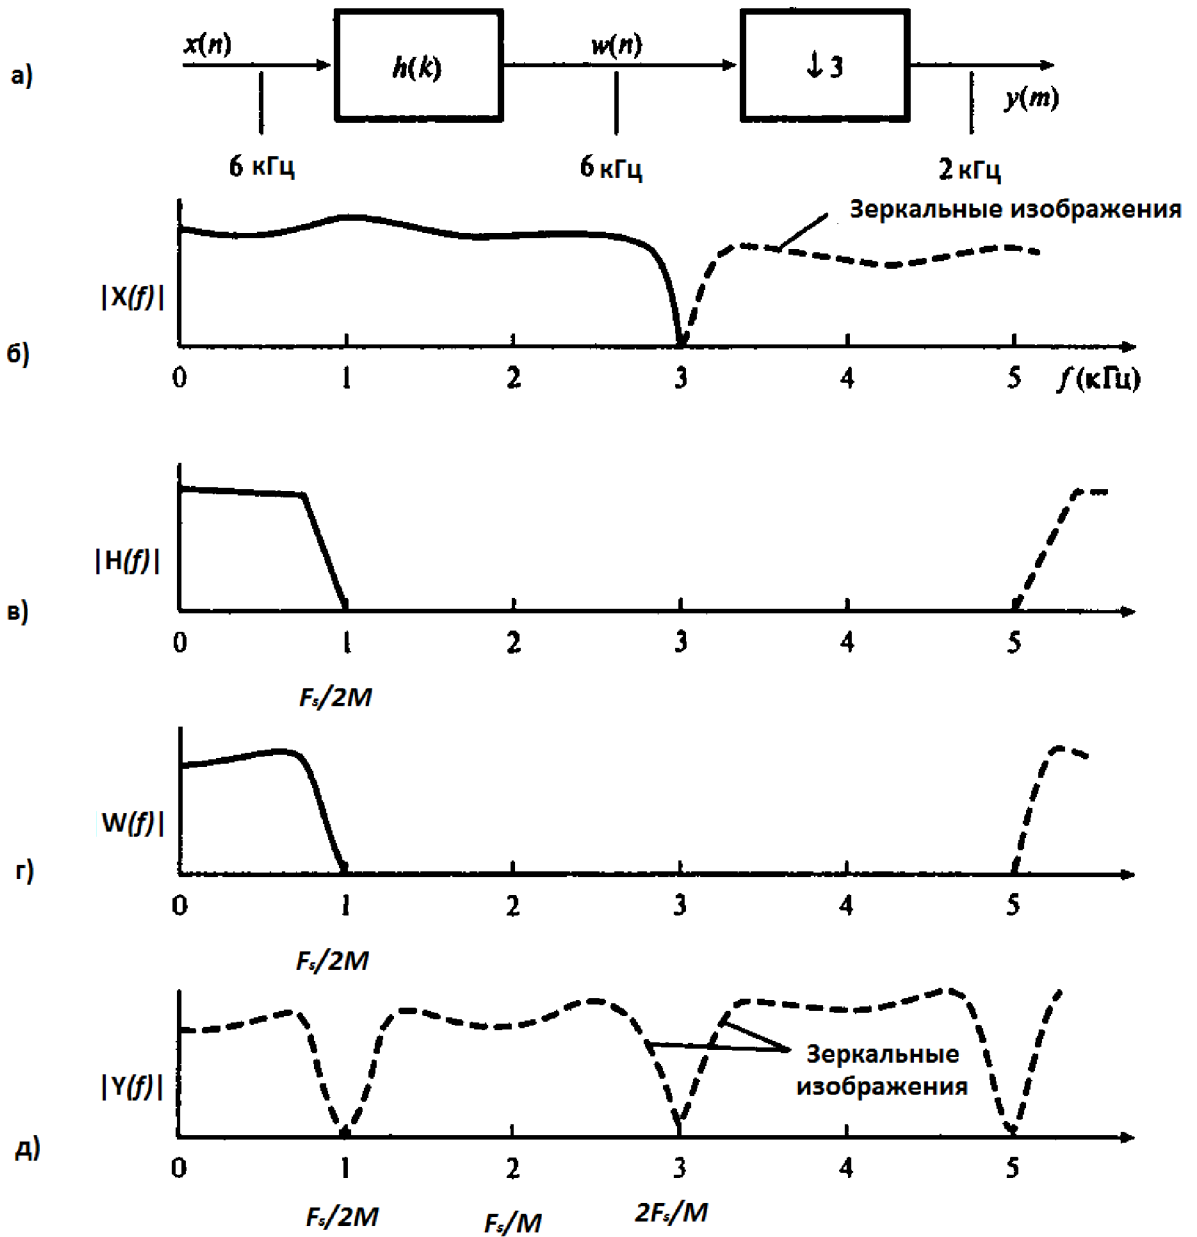 а)
x(n)
h(k)
w(n)
↓3
y(m)
6 кГц
6 кГц
2 кГц
Зеркальные изображения
|X(f)|
б)
0 1 2 3 4 5 f (кГц)
|H(f)|
в)
0 1 2 3 4 5
Fs/2M
W(f)|
г)
0 1 2 3 4 5
Fs/2M
Зеркальные
изображения
|Y(f)|
д)
0 1 2 3 4 5
Fs/2M Fs/M 2Fs/M